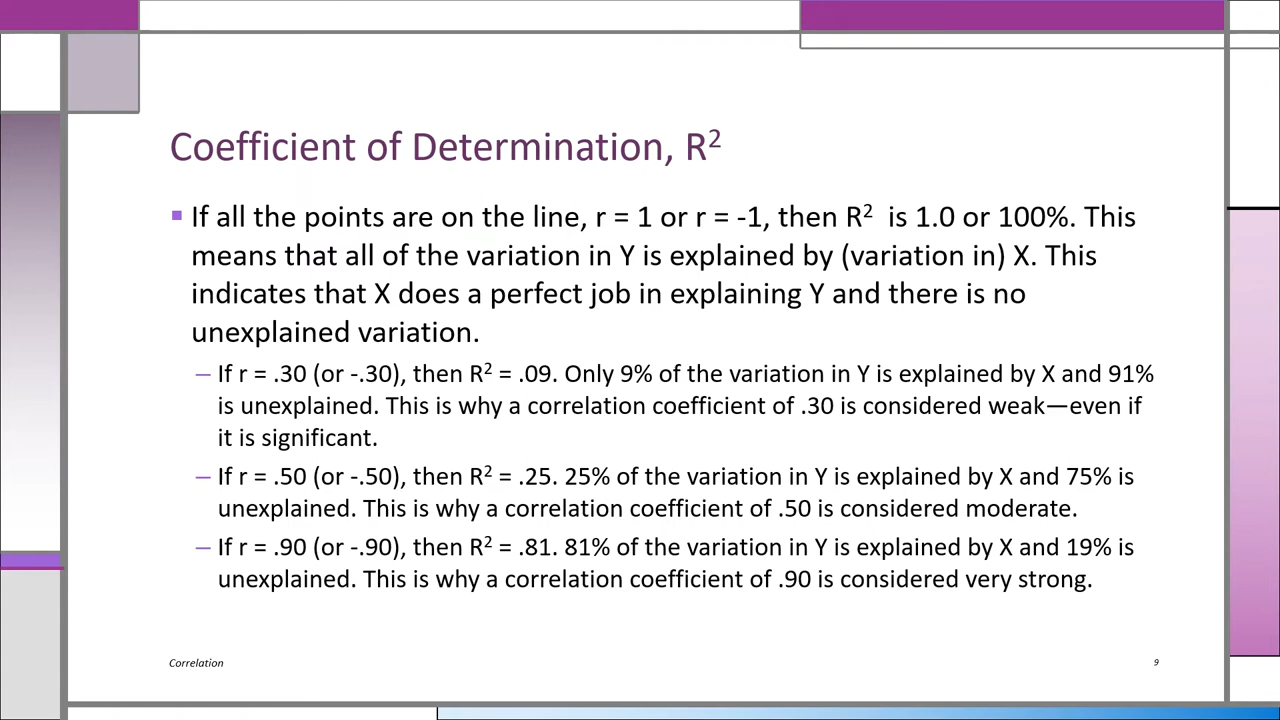 Coefficient of Determination, R²
▪ If all the points are on the line, r = 1 or r = -1, then R² is 1.0 or 100%. This
means that all of the variation in Y is explained by (variation in) X. This
indicates that X does a perfect job in explaining Y and there is no
unexplained variation.
– If r = .30 (or -.30), then R² = .09. Only 9% of the variation in Y is explained by X and 91%
is unexplained. This is why a correlation coefficient of .30 is considered weak—even if
it is significant.
– If r = .50 (or -.50), then R² = .25. 25% of the variation in Y is explained by X and 75% is
unexplained. This is why a correlation coefficient of .50 is considered moderate.
– If r = .90 (or -.90), then R² = .81. 81% of the variation in Y is explained by X and 19% is
unexplained. This is why a correlation coefficient of .90 is considered very strong.
Correlation
9